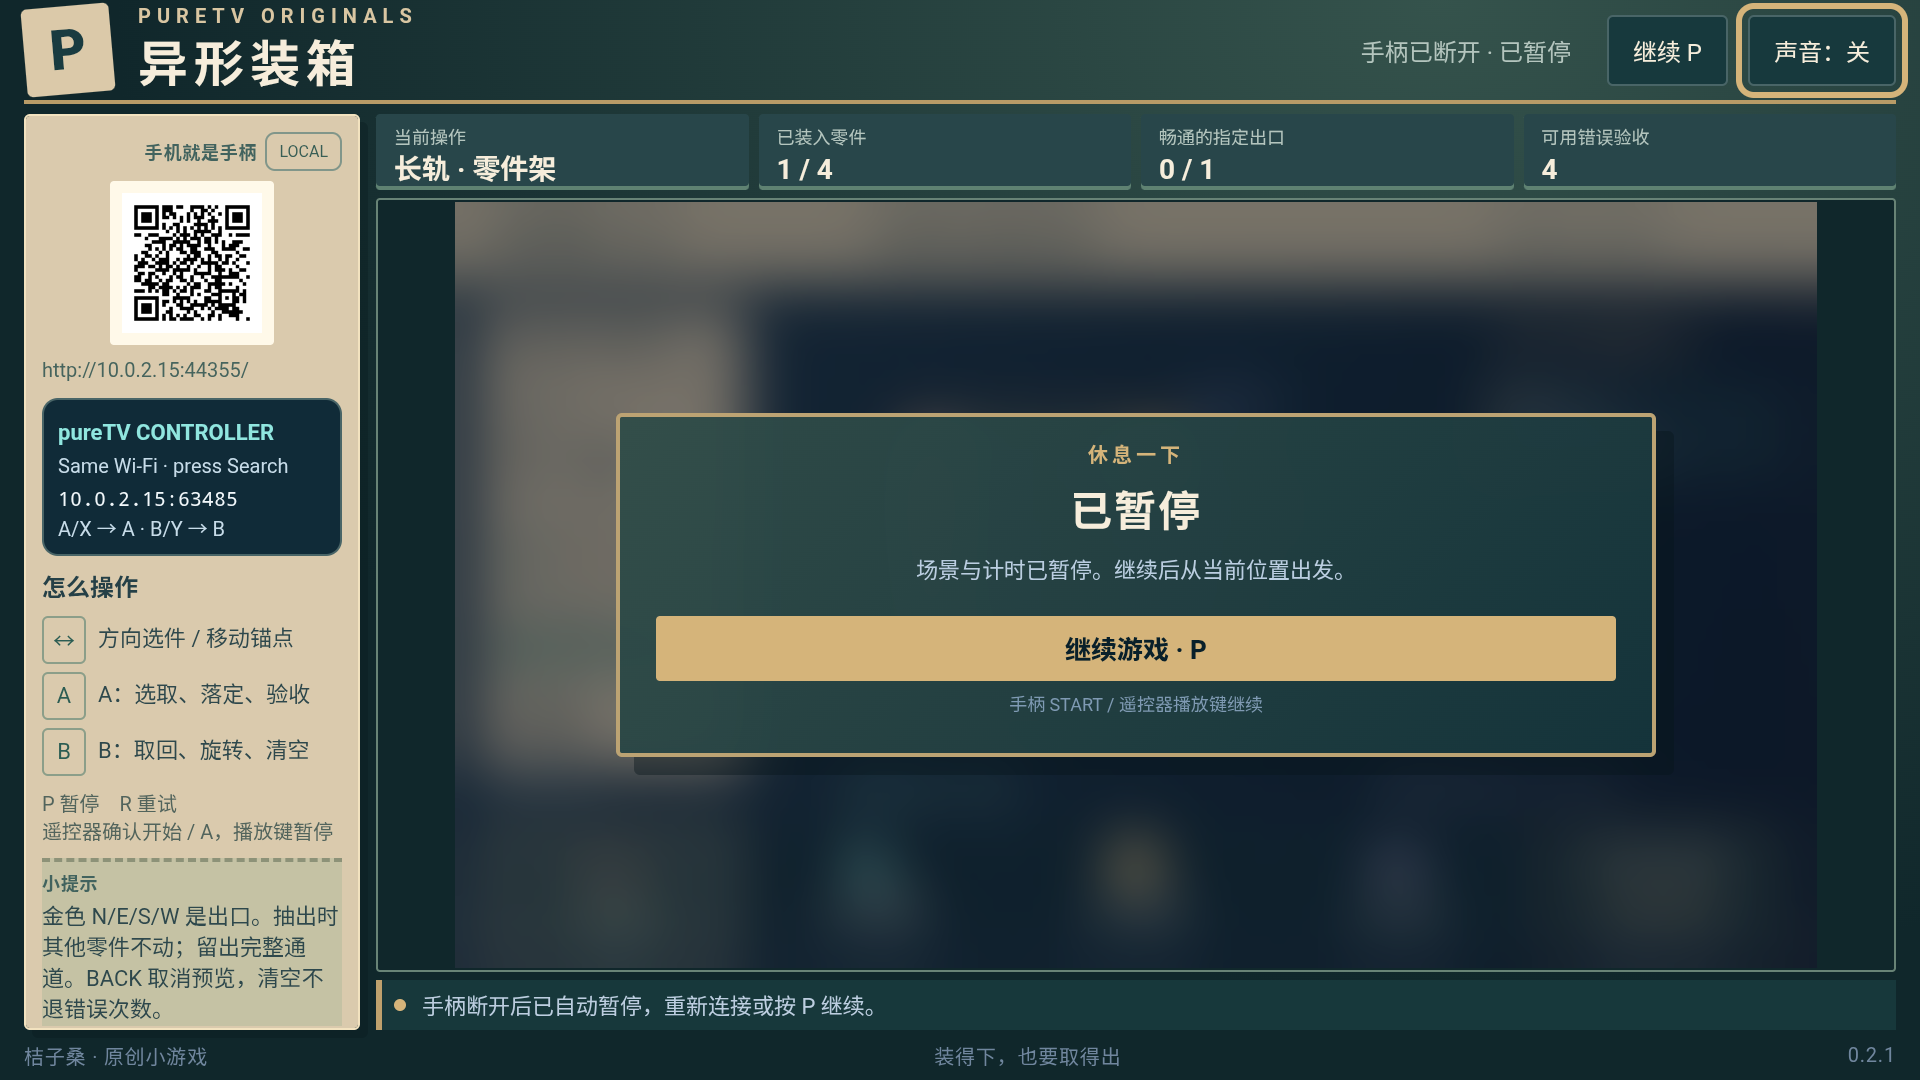 P
PURETV ORIGINALS
异形装箱
手柄已断开 · 已暂停
继续 P
声音：关
手机就是手柄
LOCAL
http://10.0.2.15:44355/
pureTV CONTROLLER
Same Wi-Fi · press Search
10.0.2.15:63485
A/X → A · B/Y → B
怎么操作
↔ 方向选件 / 移动锚点
A A：选取、落定、验收
B B：取回、旋转、清空
P 暂停 R 重试
遥控器确认开始 / A，播放键暂停
小提示
金色 N/E/S/W 是出口。抽出时
其他零件不动；留出完整通
道。BACK 取消预览，清空不
退错误次数。
当前操作
长轨 · 零件架
已装入零件
1 / 4
畅通的指定出口
0 / 1
可用错误验收
4
休息一下
已暂停
场景与计时已暂停。继续后从当前位置出发。
继续游戏 · P
手柄 START / 遥控器播放键继续
手柄断开后已自动暂停，重新连接或按 P 继续。
桔子桑 · 原创小游戏
装得下，也要取得出
0.2.1